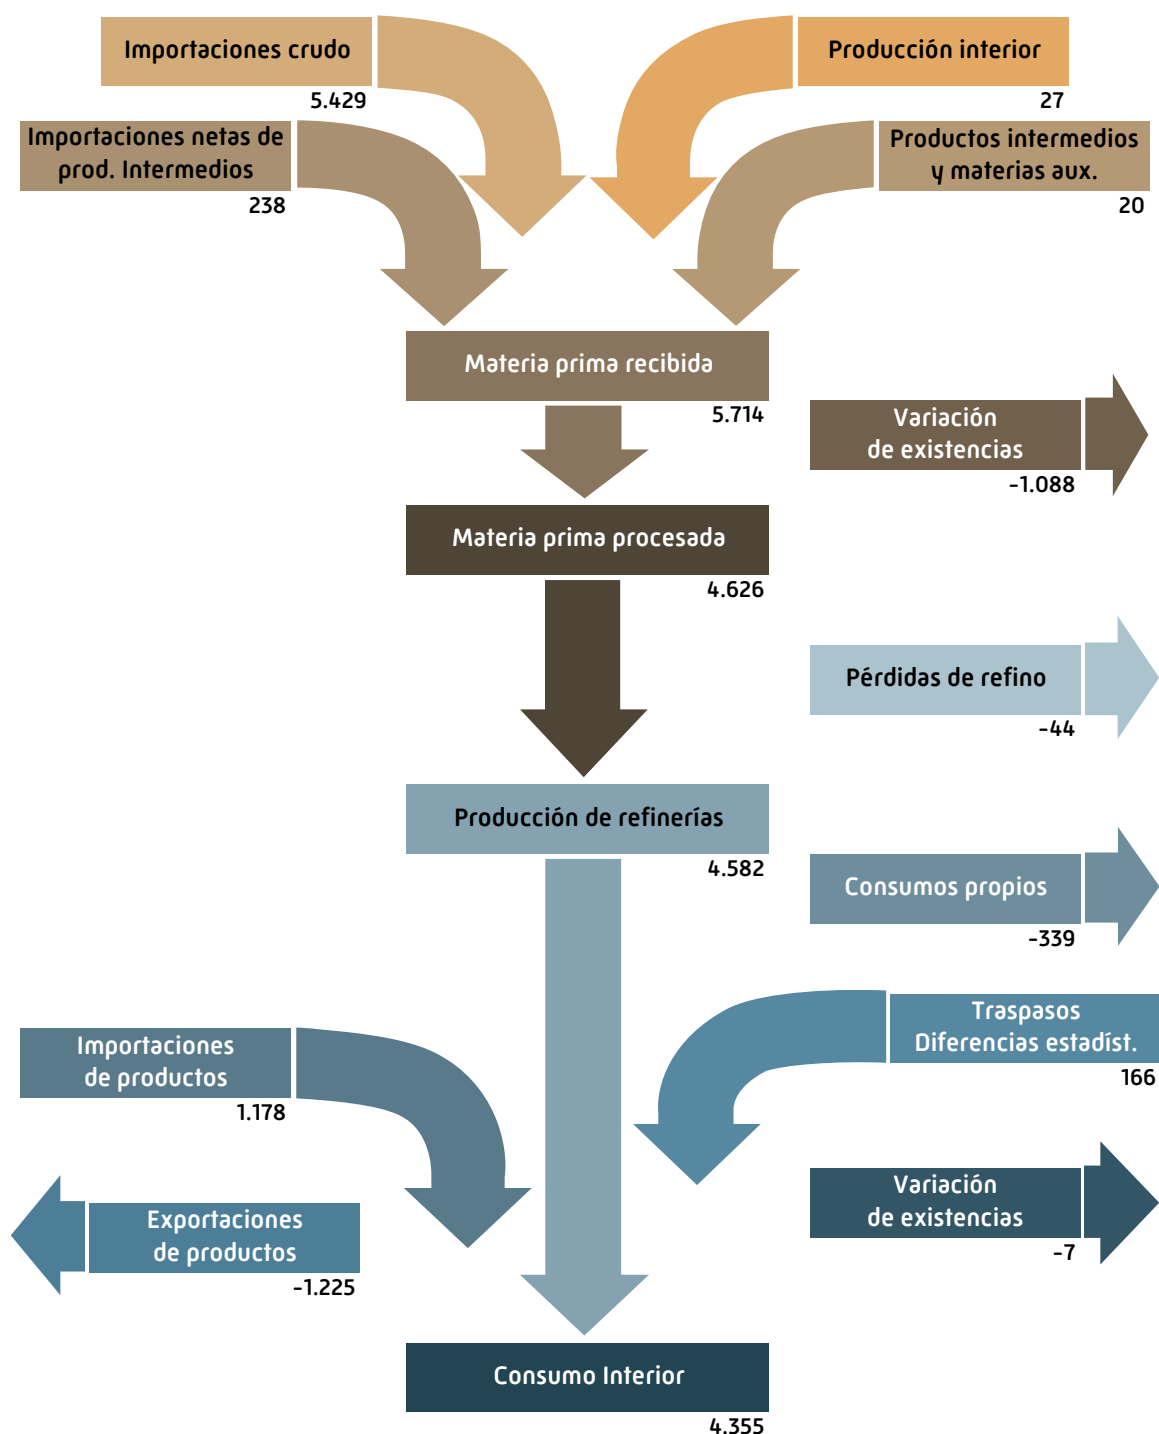 Importaciones crudo
5.429
Producción interior
27
Importaciones netas de
prod. Intermedios
238
Productos intermedios
y materias aux.
20
Materia prima recibida
5.714
Variación
de existencias
-1.088
Materia prima procesada
4.626
Pérdidas de refino
-44
Producción de refinerías
4.582
Consumos propios
-339
Traspasos
Diferencias estadíst.
166
Importaciones
de productos
1.178
Variación
de existencias
-7
Exportaciones
de productos
-1.225
Consumo Interior
4.355